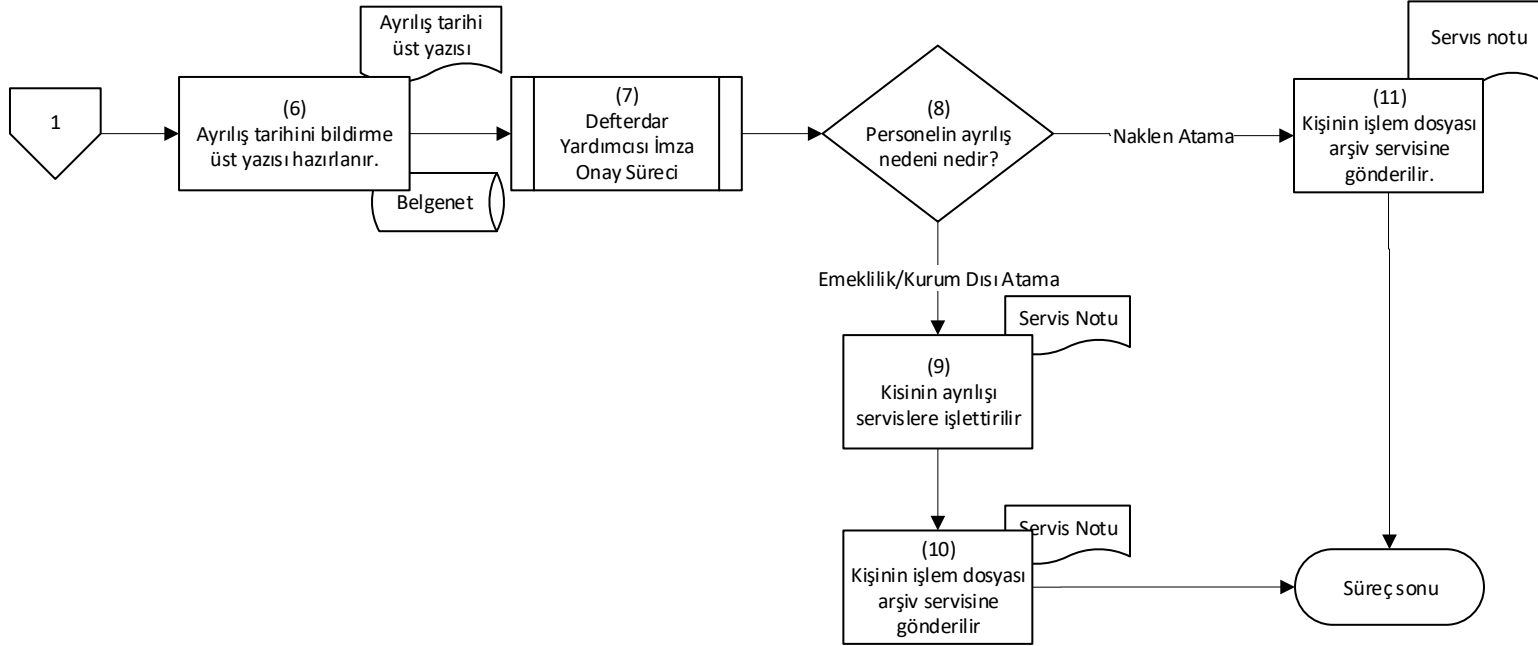 1
Ayrılış tarihi
üst yazısı
(6)
Ayrılış tarihini bildirme
üst yazısı hazırlanır.
Belgenet
(7)
Defterdar
Yardımcısı İmza
Onay Süreci
(8)
Personelin ayrılış
nedeni nedir?
Naklen Atama
Servis notu
(11)
Kişinin işlem dosyası
arşiv servisine
gönderilir.
Emeklilik/Kurum Dısı Atama
Servis Notu
(9)
Kisinin ayrılışı
servislere işlettirilir
Servis Notu
(10)
Kişinin işlem dosyası
arşiv servisine
gönderilir
Süreç sonu